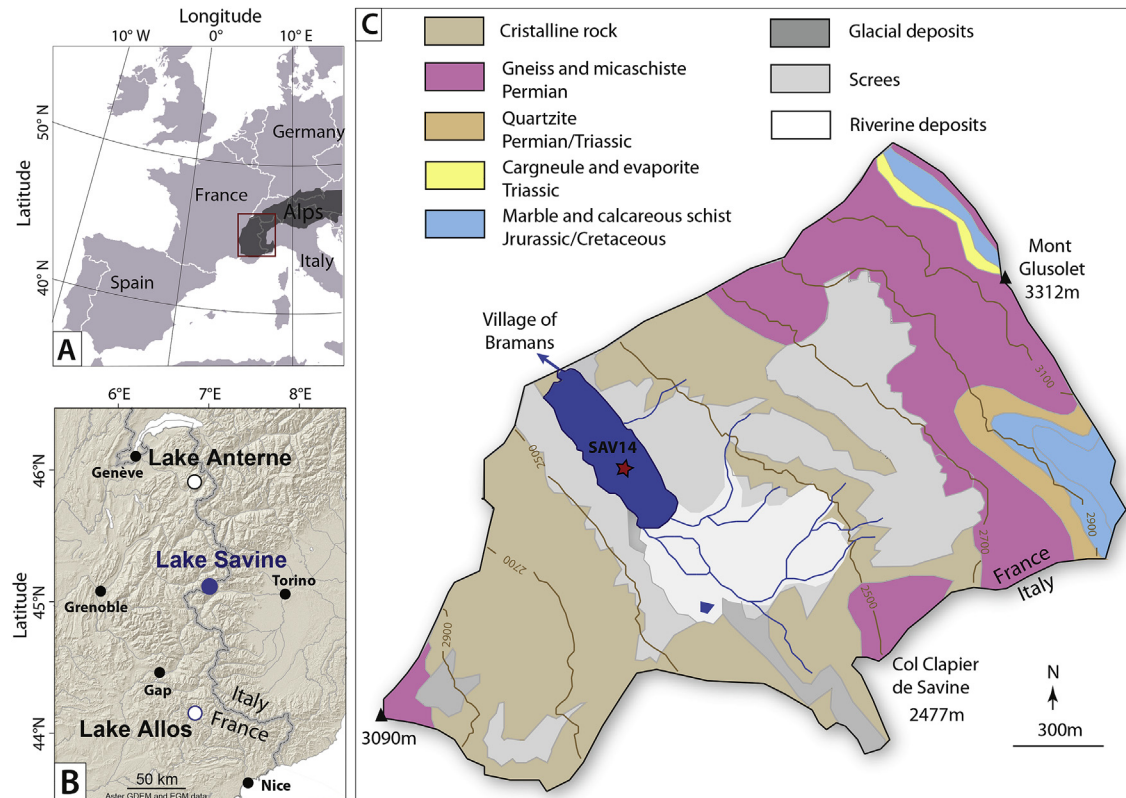 Longitude
10° W
0°
10° E
50° N
40° N
Latitude
Germany
France
Alps
Italy
Spain
A
6°
7°
8°
46°N
45°N
44°N
Latitude
Genève
Lake Anterne
Lake Savine
Torino
Grenoble
Gap
Italy
France
Lake Allos
50 km
Nice
Aster GDEM and EGM data
B
C
Cristalline rock
Gneiss and micaschiste
Permian
Quartzite
Permian/Triassic
Cargneule and evaporite
Triassic
Marble and calcareous schist
Jrurassic/Cretaceous
Glacial deposits
Screes
Riverine deposits
Mont
Glusolet
3312m
Village of
Bramans
SAV14
2500
2700
2900
3100
2900
2700
2500
France
Italy
Col Clapier
de Savine
2477m
3090m
N
300m